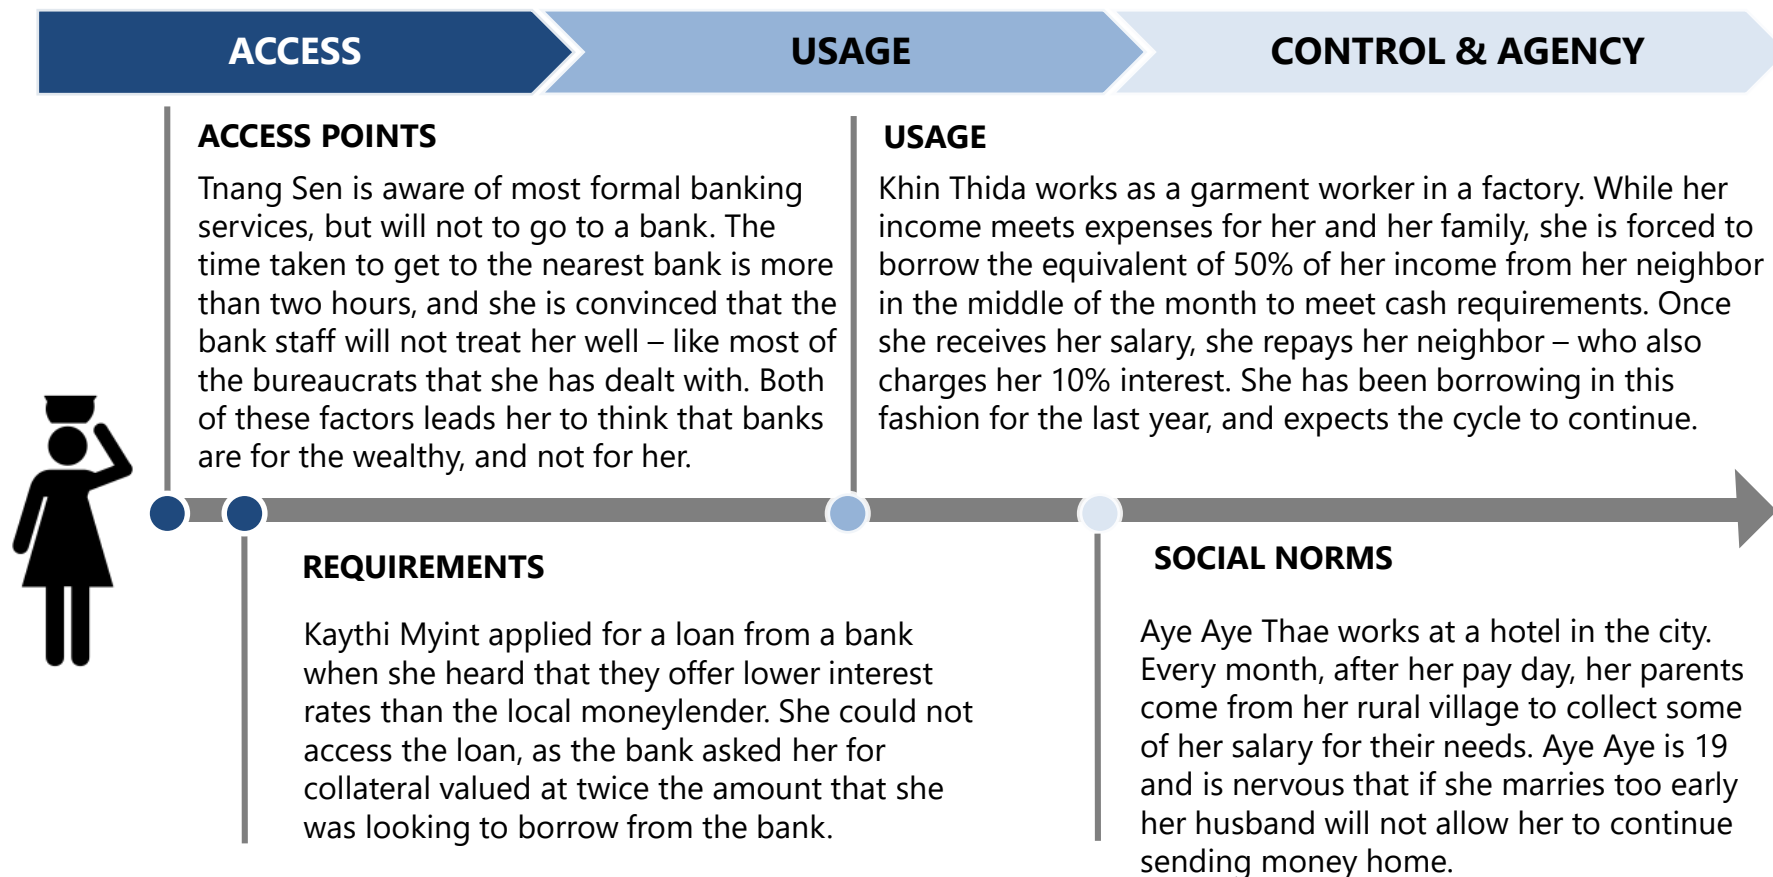 ACCESS
USAGE
CONTROL & AGENCY
ACCESS POINTS
Tnang Sen is aware of most formal banking
services, but will not to go to a bank. The
time taken to get to the nearest bank is more
than two hours, and she is convinced that the
bank staff will not treat her well – like most of
the bureaucrats that she has dealt with. Both
of these factors leads her to think that banks
are for the wealthy, and not for her.
USAGE
Khin Thida works as a garment worker in a factory. While her
income meets expenses for her and her family, she is forced to
borrow the equivalent of 50% of her income from her neighbor
in the middle of the month to meet cash requirements. Once
she receives her salary, she repays her neighbor – who also
charges her 10% interest. She has been borrowing in this
fashion for the last year, and expects the cycle to continue.
REQUIREMENTS
Kaythi Myint applied for a loan from a bank
when she heard that they offer lower interest
rates than the local moneylender. She could not
access the loan, as the bank asked her for
collateral valued at twice the amount that she
was looking to borrow from the bank.
SOCIAL NORMS
Aye Aye Thae works at a hotel in the city.
Every month, after her pay day, her parents
come from her rural village to collect some
of her salary for their needs. Aye Aye is 19
and is nervous that if she marries too early
her husband will not allow her to continue
sending money home.